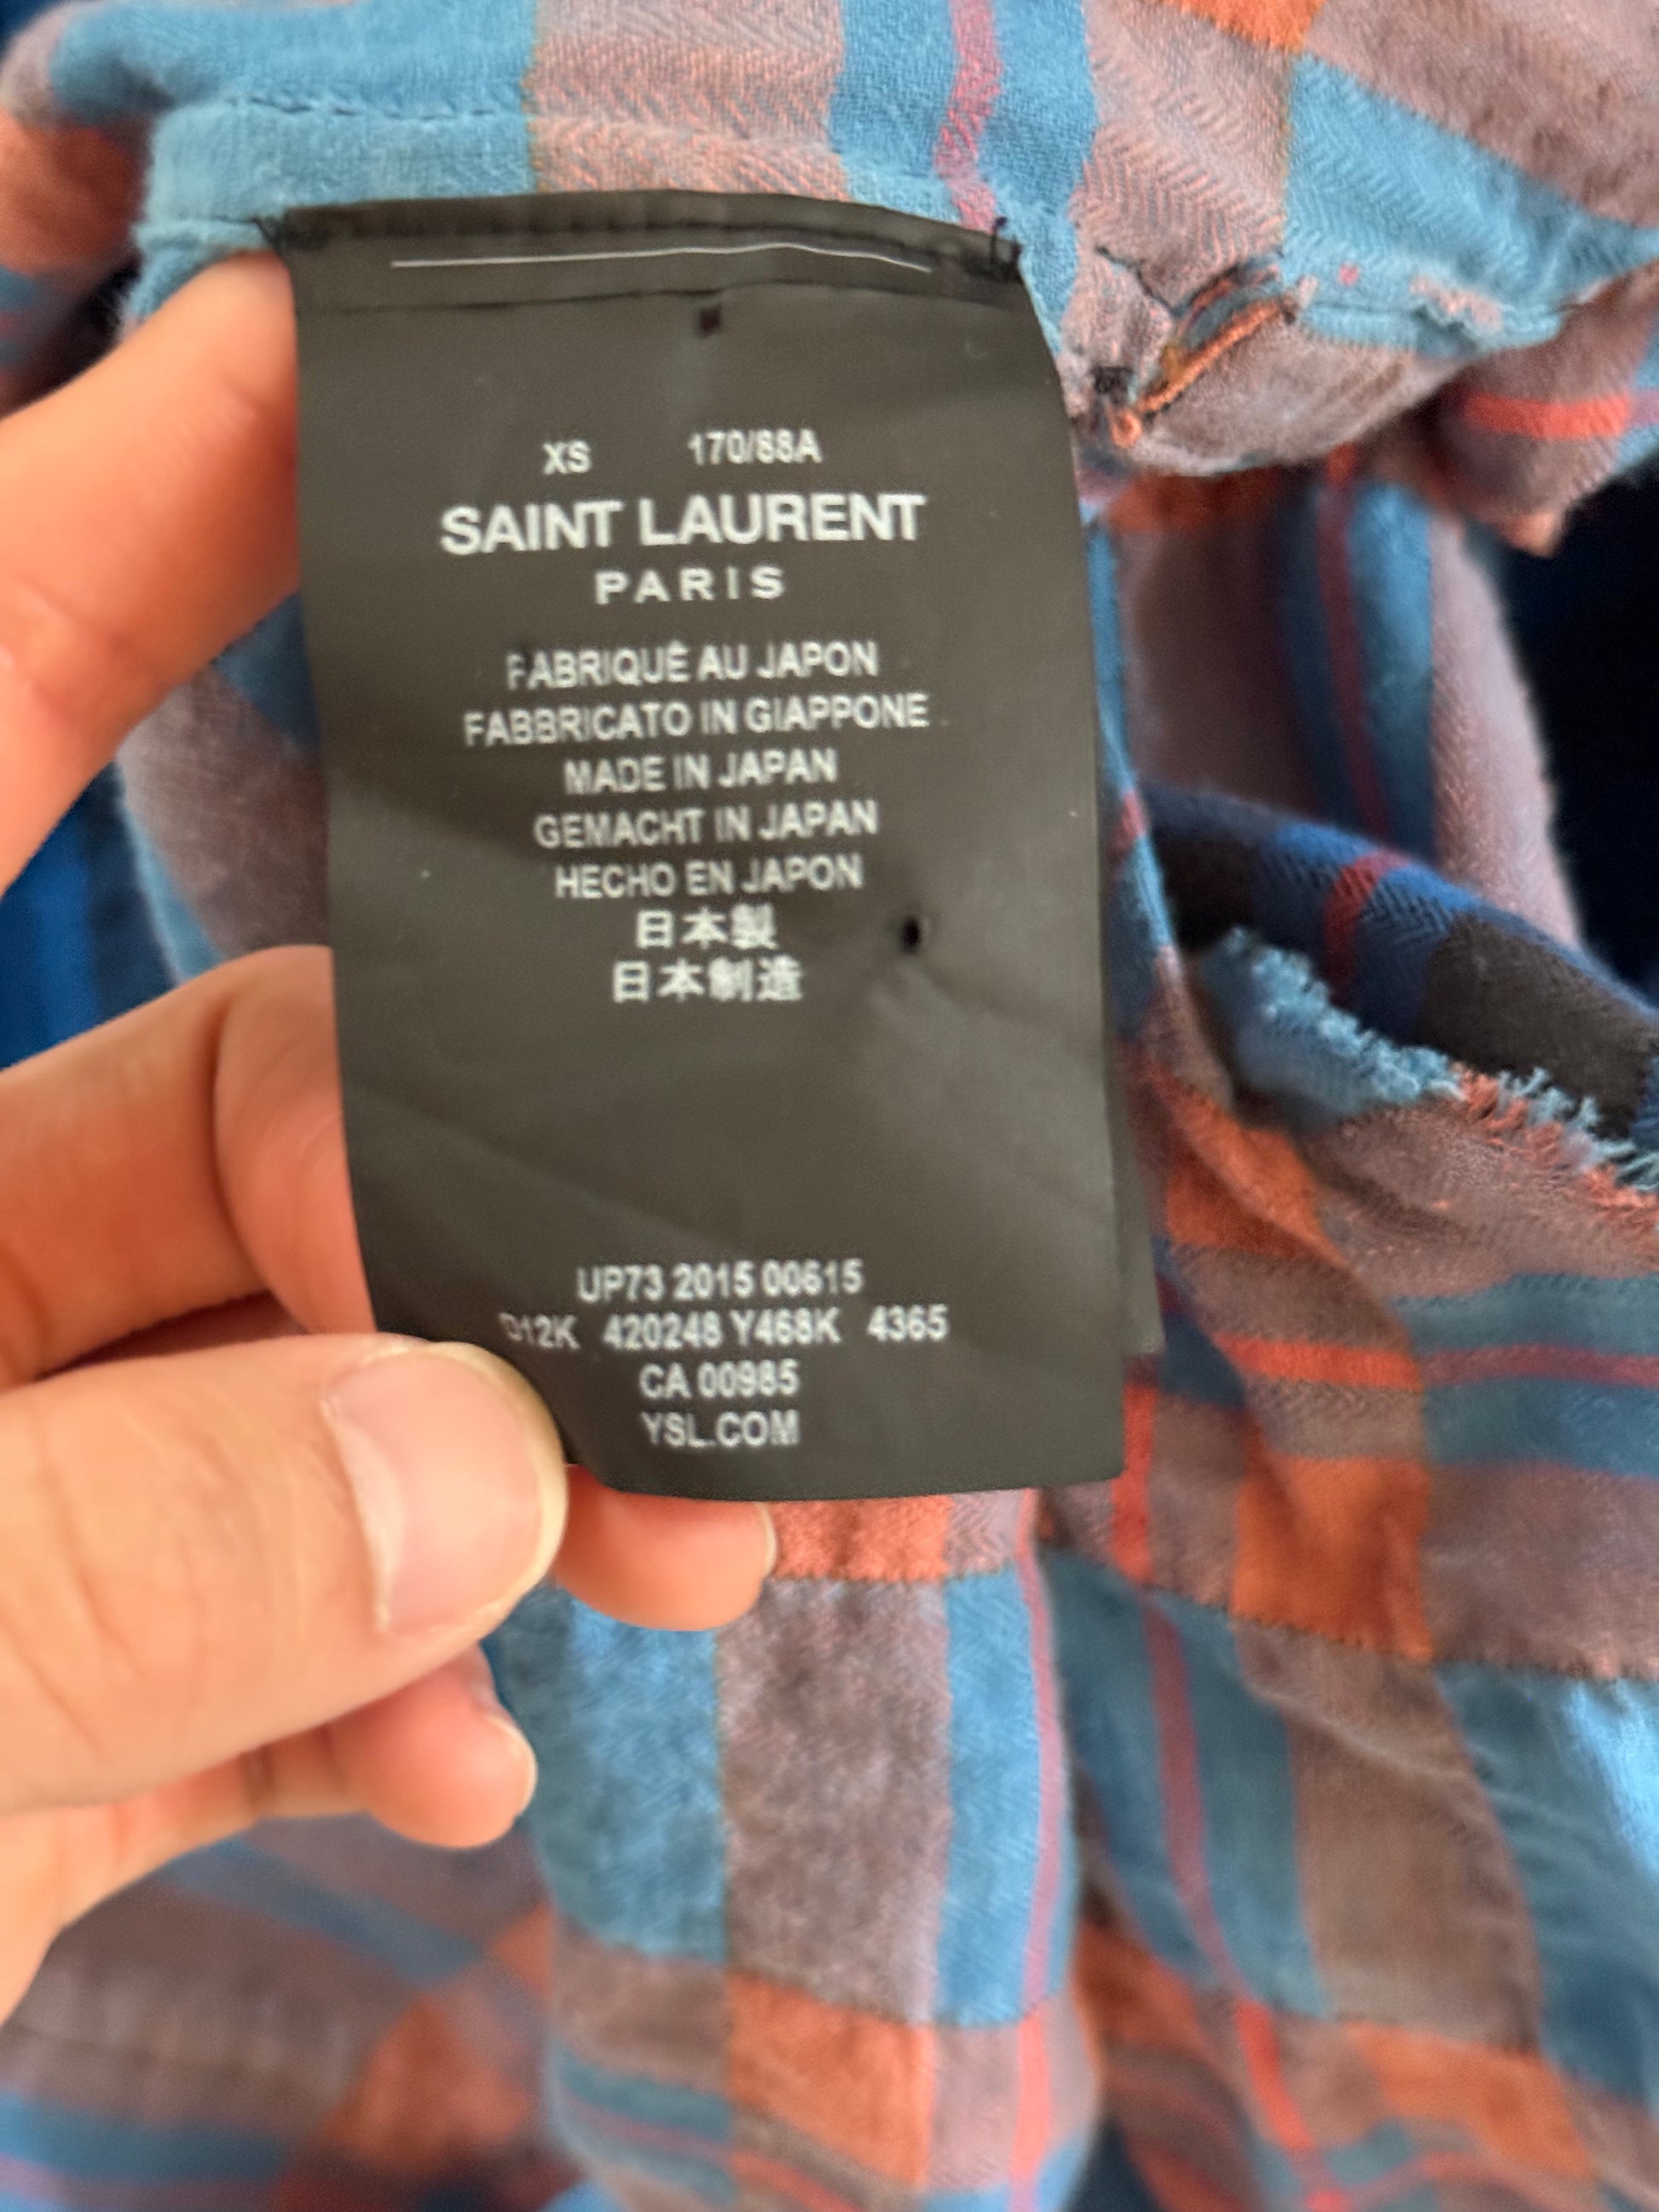 XS 170/88A
SAINT LAURENT
PARIS
FABRIQUÉ AU JAPON
FABBRICATO IN GIAPPONE
MADE IN JAPAN
GEMACHT IN JAPAN
HECHO EN JAPON
日本製
日本制造
UP73 2015 00615
D12K 420248 Y468K 4365
CA 00985
YSL.COM